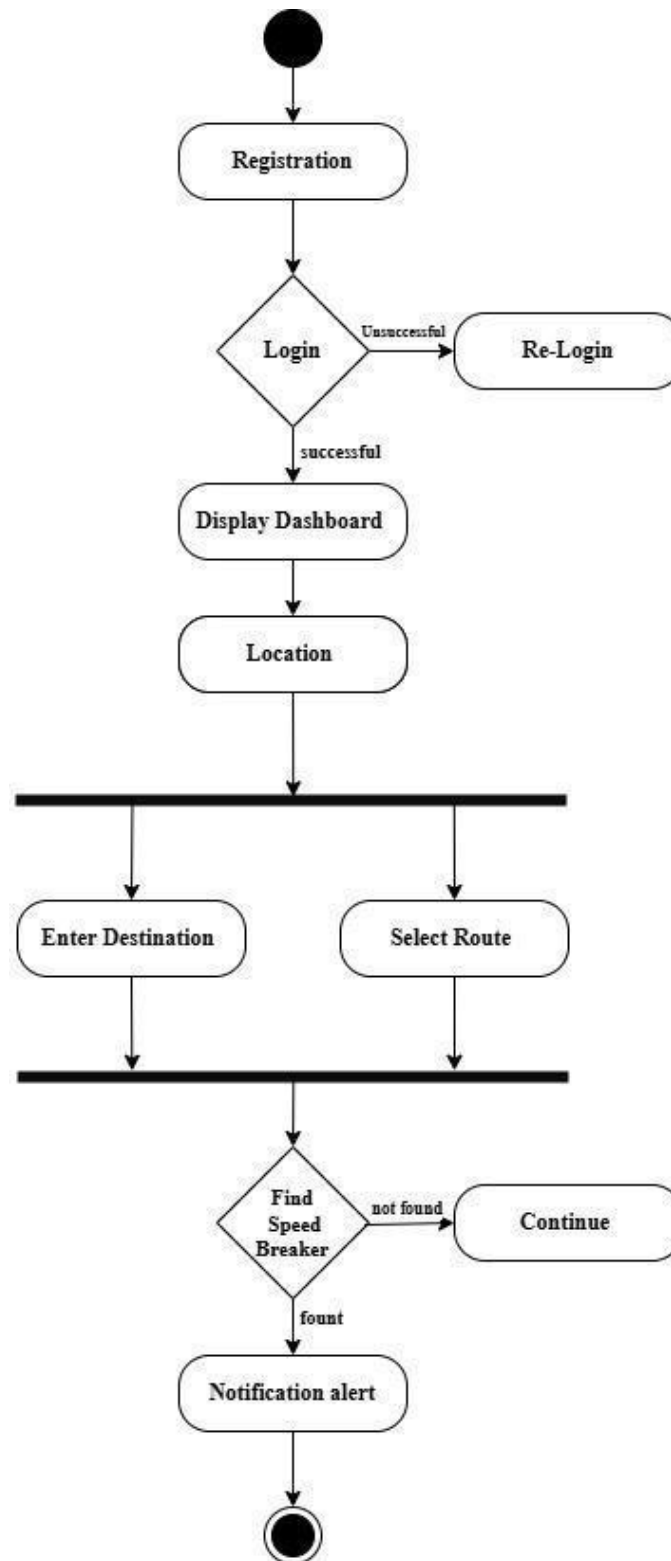 Registration
Login
Unsuccessful
Re-Login
successful
Display Dashboard
Location
Enter Destination
Select Route
Find
Speed
Breaker
not found
Continue
fount
Notification alert